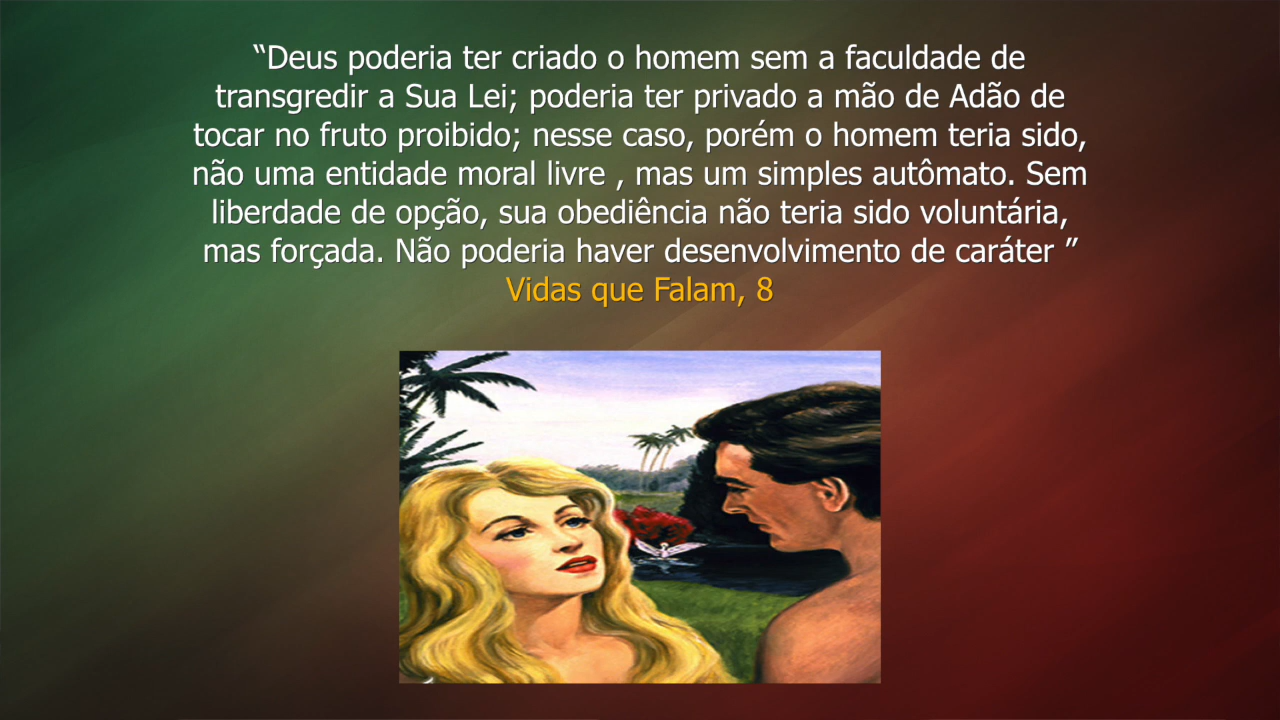 “Deus poderia ter criado o homem sem a faculdade de
transgredir a Sua Lei; poderia ter privado a mão de Adão de
tocar no fruto proibido; nesse caso, porém o homem teria sido,
não uma entidade moral livre , mas um simples autômato. Sem
liberdade de opção, sua obediência não teria sido voluntária,
mas forçada. Não poderia haver desenvolvimento de caráter ”
Vidas que Falam, 8